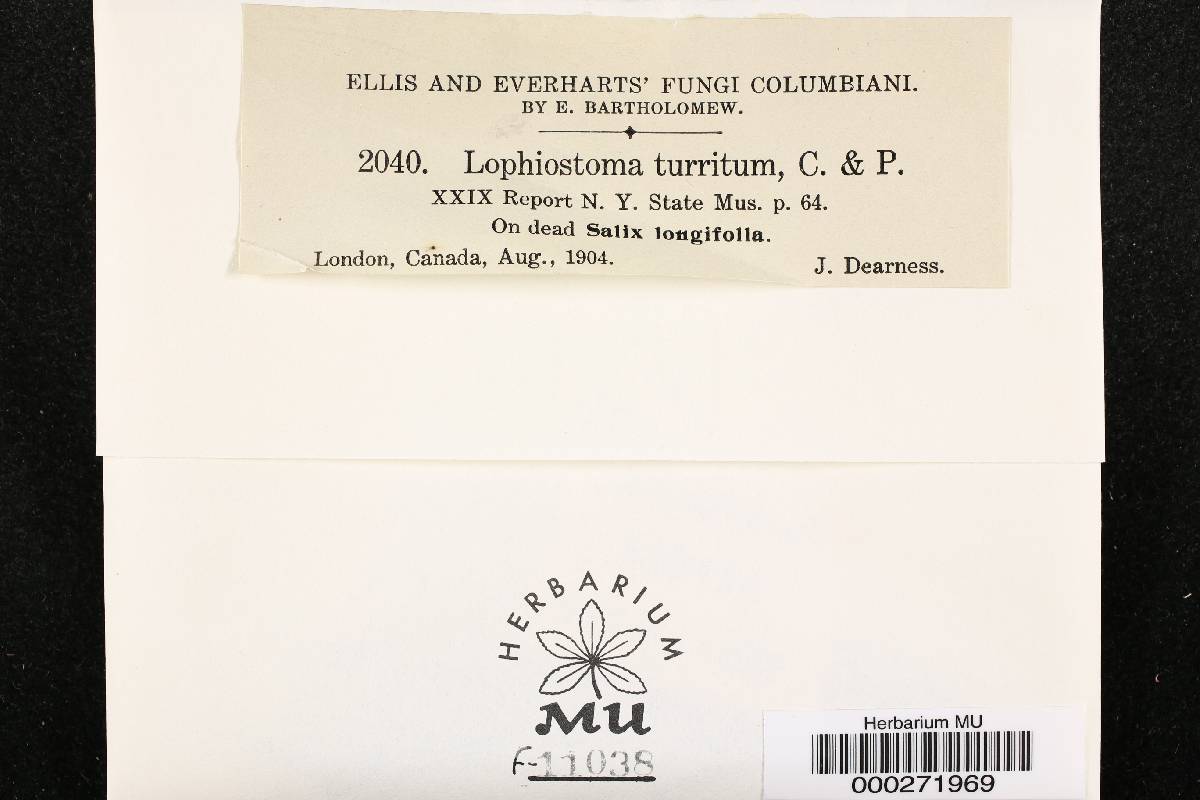 ELLIS AND EVERHARTS' FUNGI COLUMBIANI.
BY E. BARTHOLOMEW.
2040. Lophiostoma turritum, C. & P.
XXIX Report N. Y. State Mus. p. 64.
On dead Salix longifolia.
London, Canada, Aug., 1904.
J. Dearness.
HERBARIUM
MU
F-11038
Herbarium MU
000271969